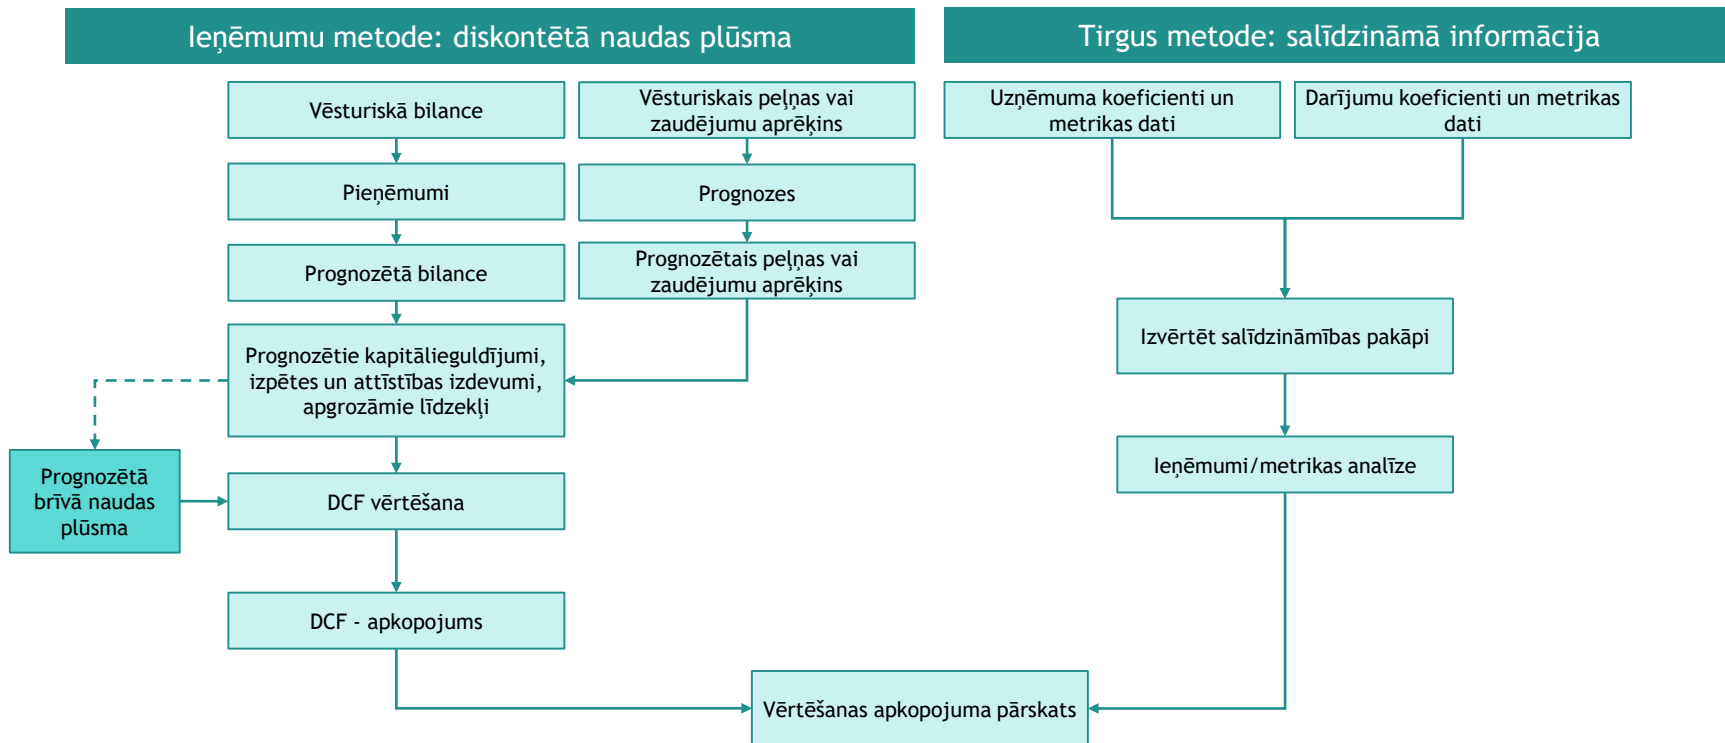 Ieņēmumu metode: diskontētā naudas plūsma
Vēsturiskā bilance
Vēsturiskais peļņas vai
zaudējumu aprēķins
Pieņēmumi
Prognozes
Prognozētā bilance
Prognozētais peļņas vai
zaudējumu aprēķins
Prognozētie kapitālieguldījumi,
izpētes un attīstības izdevumi,
apgrozāmie līdzekļi
Prognozētā
brīvā naudas
plūsma
DCF vērtēšana
DCF - apkopojums
Tirgus metode: salīdzināmā informācija
Uzņēmuma koeficienti un
metrikas dati
Darījumu koeficienti un metrikas
dati
Izvērtēt salīdzināmības pakāpi
Ieņēmumi/metrikas analīze
Vērtēšanas apkopojuma pārskats